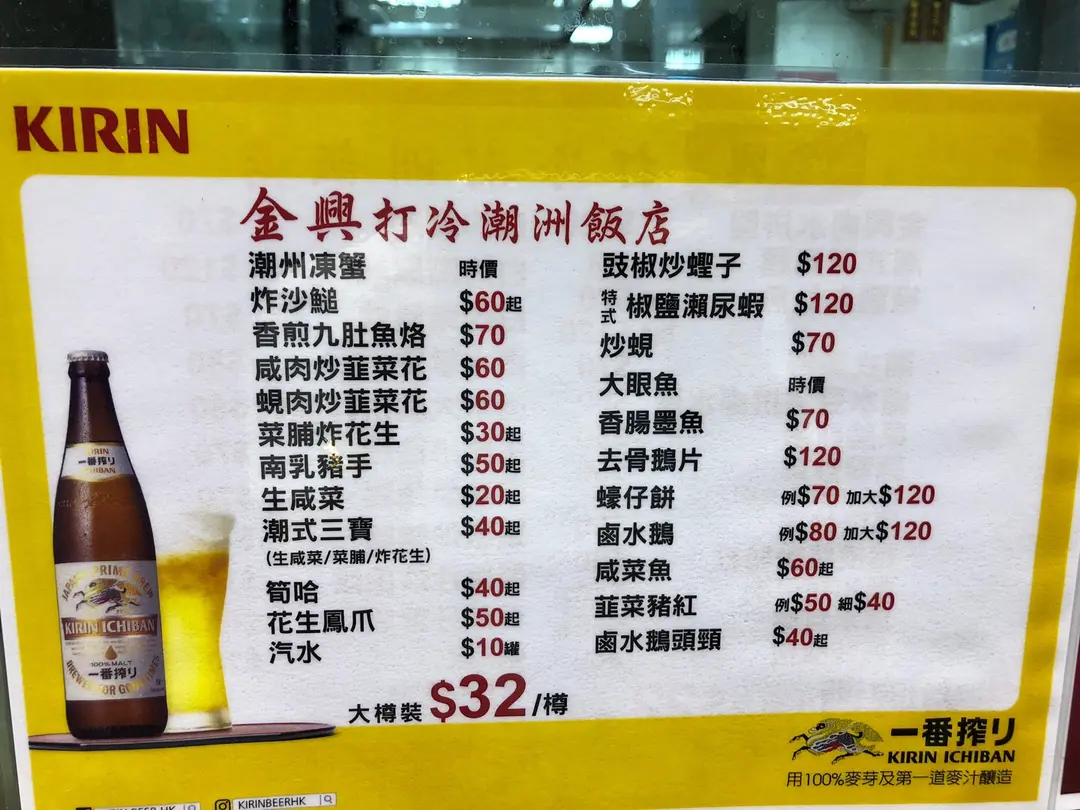 KIRIN
金興打冷潮洲飯店
潮州凍蟹 時價
炸沙鯭 $60起
香煎九肚魚烙 $70
咸肉炒韮菜花 $60
蜆肉炒韮菜花 $60
菜脯炸花生 $30起
南乳豬手 $50起
生咸菜 $20起
潮式三寶 $40起
(生咸菜/菜脯/炸花生)
筍哈 $40起
花生鳳爪 $50起
汽水 $10罐
豉椒炒蟶子 $120
特式 椒鹽瀨尿蝦 $120
炒蜆 $70
大眼魚 時價
香腸墨魚 $70
去骨鵝片 $120
蠔仔餅 例$70 加大$120
鹵水鵝 例$80 加大$120
咸菜魚 $60起
韮菜豬紅 例$50 細$40
鹵水鵝頭頸 $40起
大樽裝 $32/樽
一番搾り
KIRIN ICHIBAN
100% MALT
一番搾り
一番搾り
KIRIN ICHIBAN
用100%麥芽及第一道麥汁釀造
KIRINBEERHK